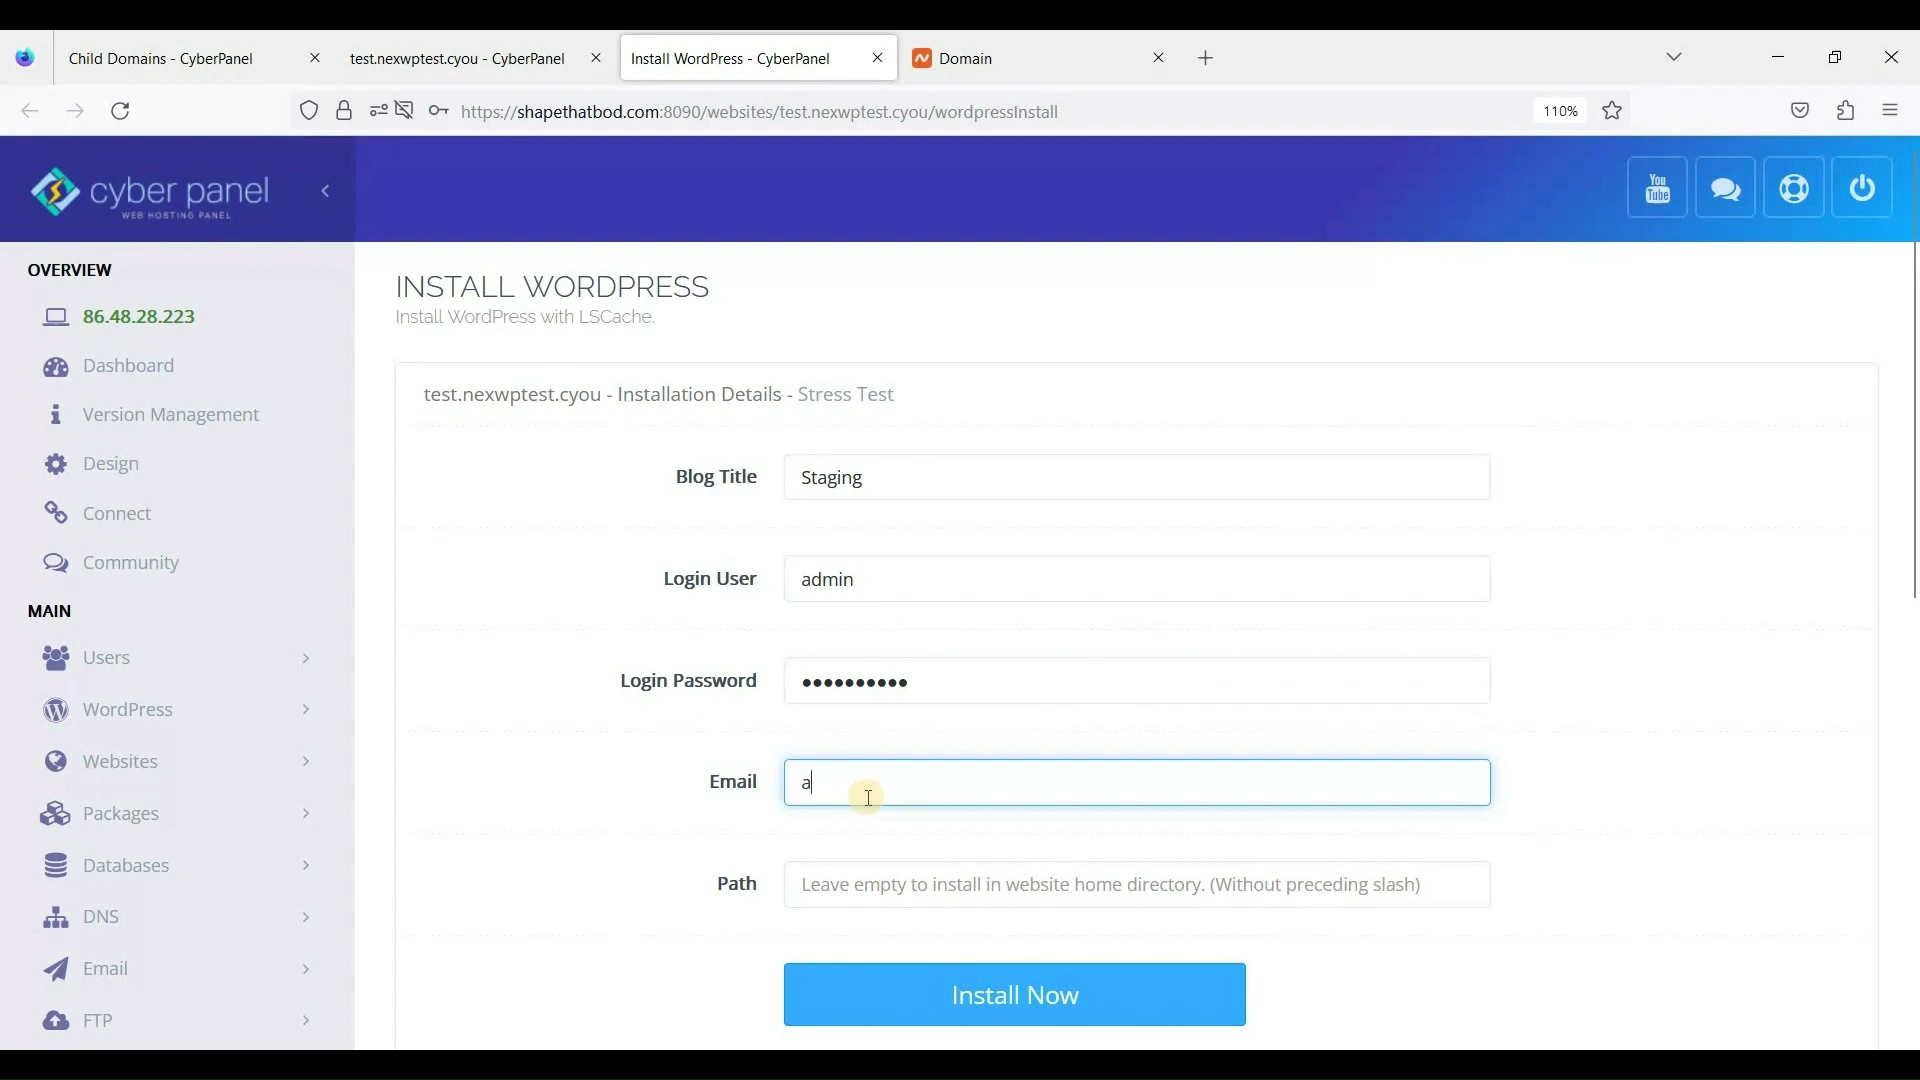 Child Domains - CyberPanel
test.nexwptest.cyou - CyberPanel
Install WordPress - CyberPanel
Domain
https://shapethatbod.com:8090/websites/test.nexwptest.cyou/wordpressInstall
110%
cyber panel
WEB HOSTING PANEL
You
Tube
OVERVIEW
86.48.28.223
Dashboard
Version Management
Design
Connect
Community
MAIN
Users
WordPress
Websites
Packages
Databases
DNS
Email
FTP
INSTALL WORDPRESS
Install WordPress with LSCache.
test.nexwptest.cyou - Installation Details - Stress Test
Blog Title
Staging
Login User
admin
Login Password
••••••••••
Email
a
Path
Leave empty to install in website home directory. (Without preceding slash)
Install Now